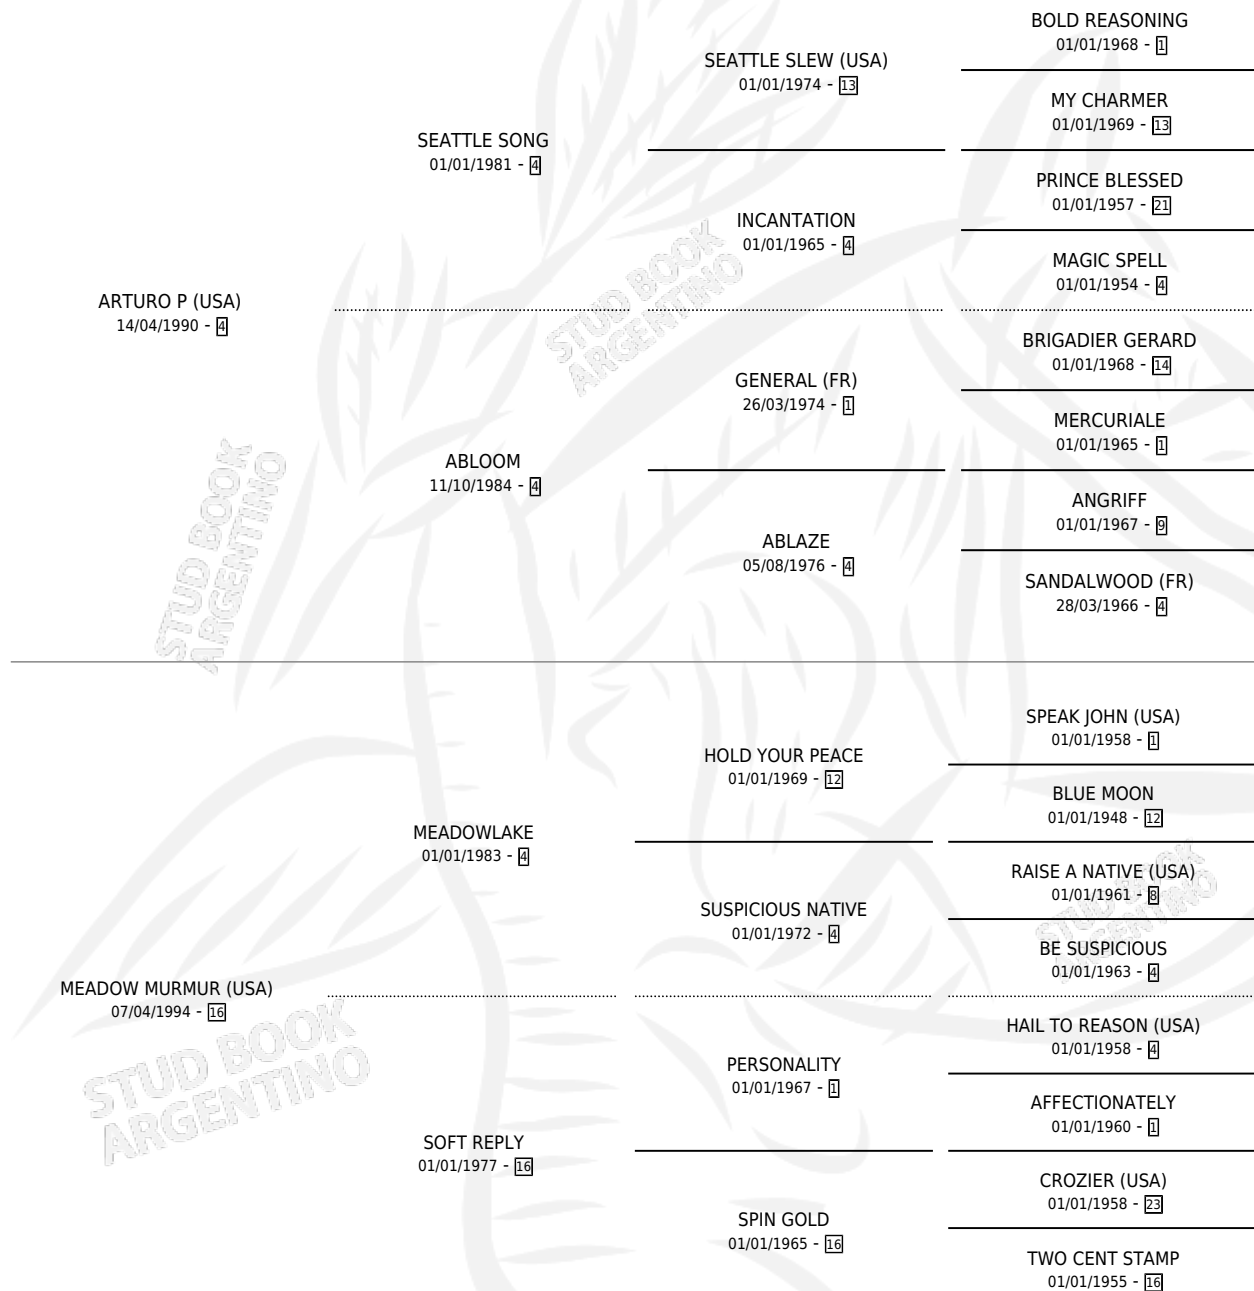 BOLD REASONING
01/01/1968 - 1
SEATTLE SLEW (USA)
01/01/1974 - 13
MY CHARMER
01/01/1969 - 13
SEATTLE SONG
01/01/1981 - 4
PRINCE BLESSED
01/01/1957 - 21
INCANTATION
01/01/1965 - 4
MAGIC SPELL
01/01/1954 - 4
ARTURO P (USA)
14/04/1990 - 4
BRIGADIER GERARD
01/01/1968 - 14
GENERAL (FR)
26/03/1974 - 1
MERCURIALE
01/01/1965 - 1
ABLOOM
11/10/1984 - 4
ANGRIFF
01/01/1967 - 9
ABLAZE
05/08/1976 - 4
SANDALWOOD (FR)
28/03/1966 - 4
SPEAK JOHN (USA)
01/01/1958 - 1
HOLD YOUR PEACE
01/01/1969 - 12
BLUE MOON
01/01/1948 - 12
MEADOWLAKE
01/01/1983 - 4
RAISE A NATIVE (USA)
01/01/1961 - 8
SUSPICIOUS NATIVE
01/01/1972 - 4
BE SUSPICIOUS
01/01/1963 - 4
MEADOW MURMUR (USA)
07/04/1994 - 16
HAIL TO REASON (USA)
01/01/1958 - 4
PERSONALITY
01/01/1967 - 1
AFFECTIONATELY
01/01/1960 - 1
SOFT REPLY
01/01/1977 - 16
CROZIER (USA)
01/01/1958 - 23
SPIN GOLD
01/01/1965 - 16
TWO CENT STAMP
01/01/1955 - 16
STUD BOOK
ARGENTINO
STUD BOOK
ARGENTINO
STUD BOOK
ARGENTINO
STUD BOOK
ARGENTINO